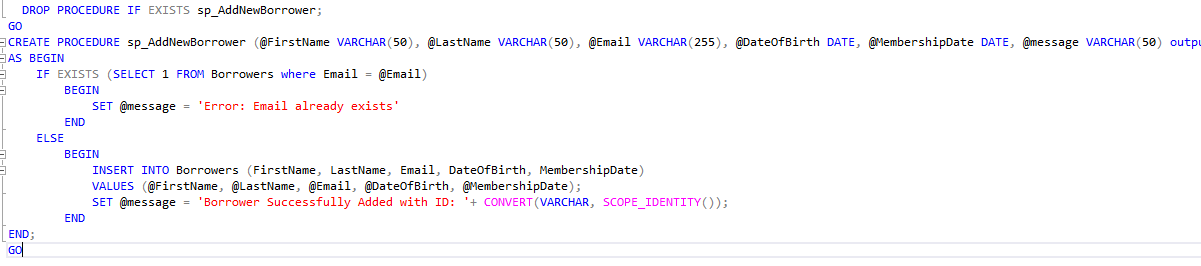 DROP PROCEDURE IF EXISTS sp_AddNewBorrower;
GO
CREATE PROCEDURE sp_AddNewBorrower (@FirstName VARCHAR(50), @LastName VARCHAR(50), @Email VARCHAR(255), @DateOfBirth DATE, @MembershipDate DATE, @message VARCHAR(50) outpu
AS BEGIN
IF EXISTS (SELECT 1 FROM Borrowers where Email = @Email)
BEGIN
SET @message = 'Error: Email already exists'
END
ELSE
BEGIN
INSERT INTO Borrowers (FirstName, LastName, Email, DateOfBirth, MembershipDate)
VALUES (@FirstName, @LastName, @Email, @DateOfBirth, @MembershipDate);
SET @message = 'Borrower Successfully Added with ID: '+ CONVERT(VARCHAR, SCOPE_IDENTITY());
END
END;
GO